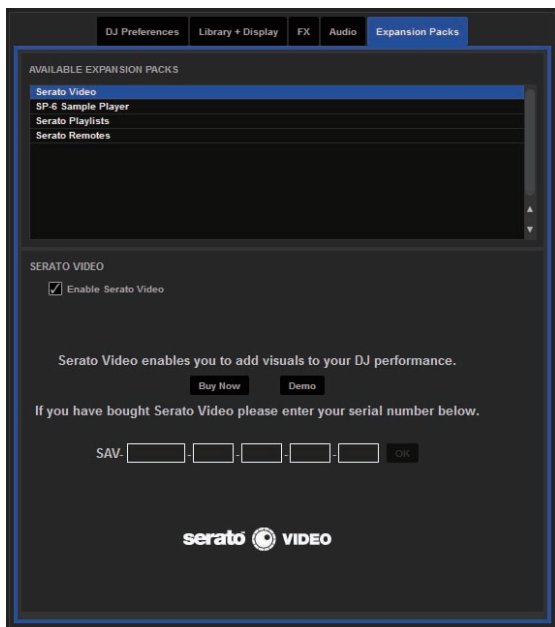 DJ Preferences Library + Display FX Audio Expansion Packs
AVAILABLE EXPANSION PACKS
Serato Video
SP-6 Sample Player
Serato Playlists
Serato Remotes
SERATO VIDEO
Enable Serato Video
Serato Video enables you to add visuals to your DJ performance.
Buy Now Demo
If you have bought Serato Video please enter your serial number below.
SAV- - - - - OK
serato VIDEO